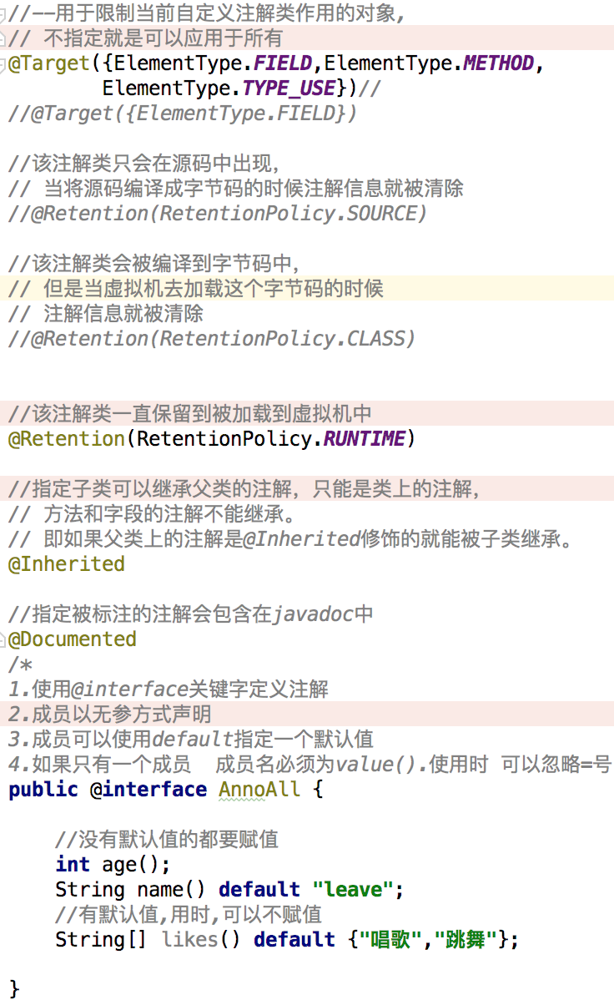 //--用于限制当前自定义注解类作用的对象,
// 不指定就是可以应用于所有
@Target({ElementType.FIELD,ElementType.METHOD,
ElementType.TYPE_USE})//
//@Target({ElementType.FIELD})
//该注解类只会在源码中出现,
// 当将源码编译成字节码的时候注解信息就被清除
//@Retention(RetentionPolicy.SOURCE)
//该注解类会被编译到字节码中,
// 但是当虚拟机去加载这个字节码的时候
// 注解信息就被清除
//@Retention(RetentionPolicy.CLASS)
//该注解类一直保留到被加载到虚拟机中
@Retention(RetentionPolicy.RUNTIME)
//指定子类可以继承父类的注解，只能是类上的注解,
// 方法和字段的注解不能继承。
// 即如果父类上的注解是@Inherited修饰的就能被子类继承。
@Inherited
//指定被标注的注解会包含在javadoc中
@Documented
/*
1.使用@interface关键字定义注解
2.成员以无参方式声明
3.成员可以使用default指定一个默认值
4.如果只有一个成员  成员名必须为value().使用时 可以忽略=号
public @interface AnnoAll {
//没有默认值的都要赋值
int age();
String name() default "leave";
//有默认值,用时,可以不赋值
String[] likes() default {"唱歌","跳舞"};
}